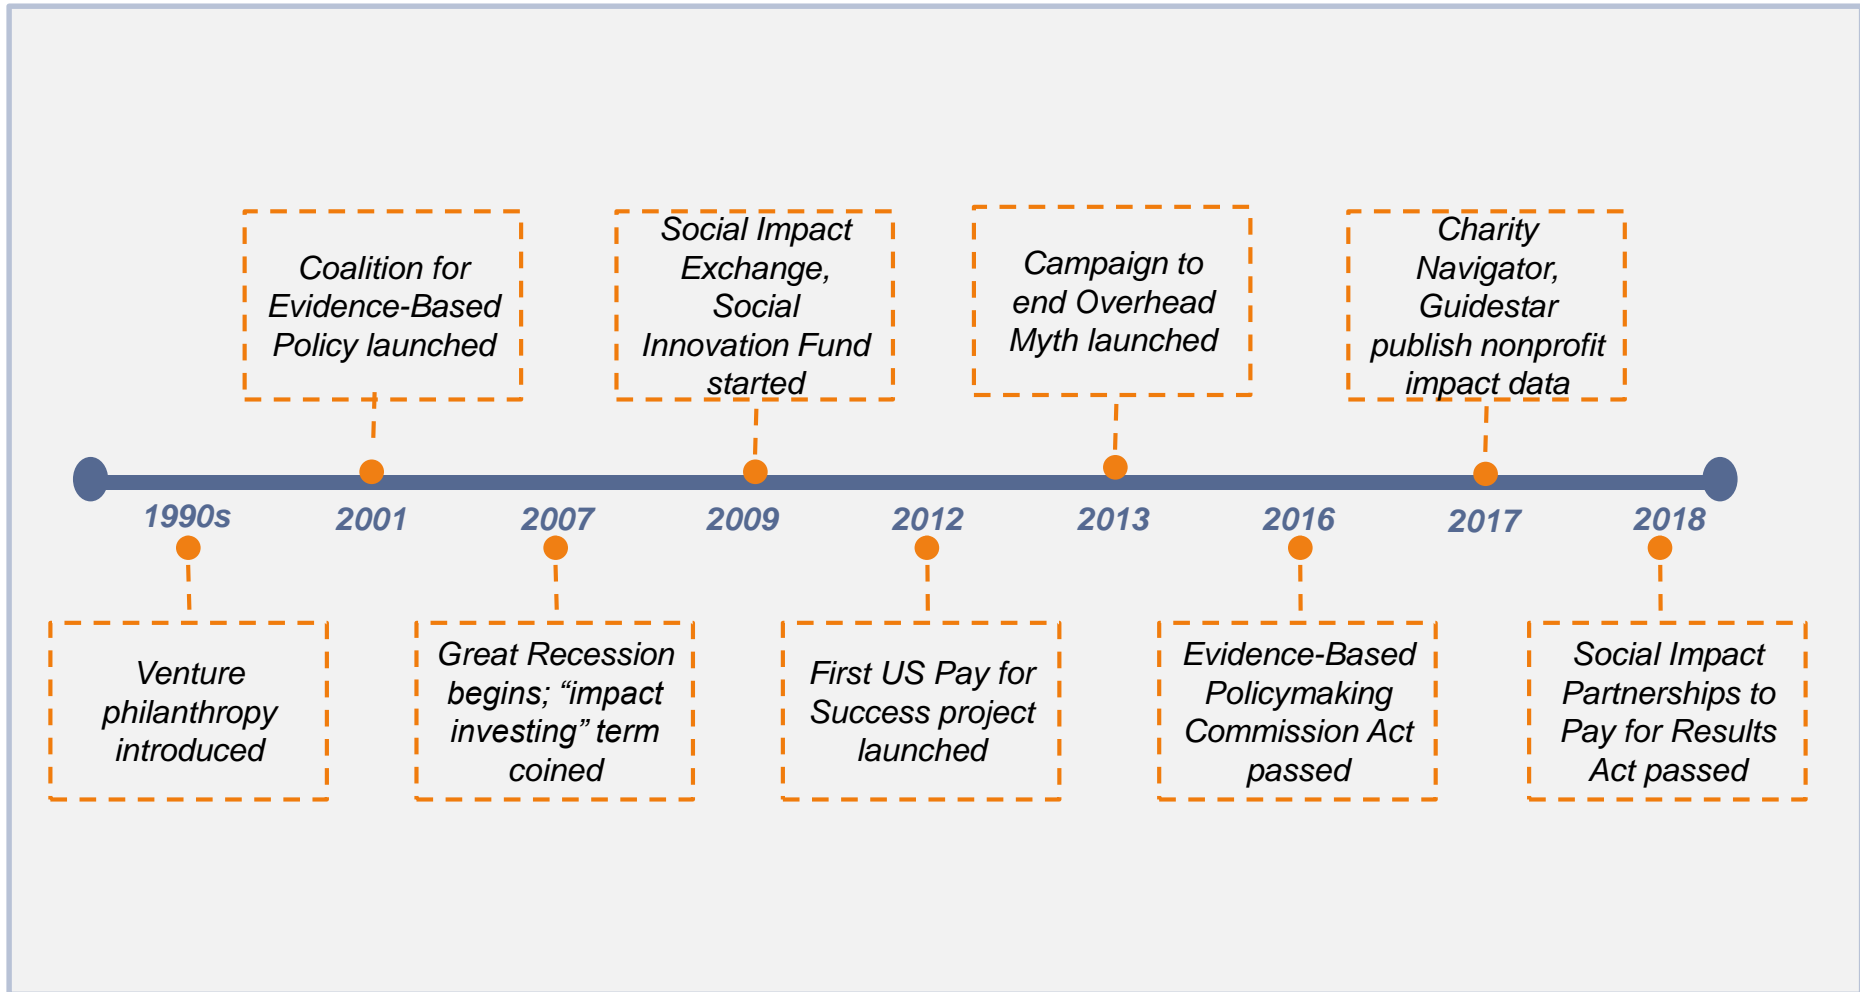 Coalition for
Evidence-Based
Policy launched
Social Impact
Exchange,
Social
Innovation Fund
started
Campaign to
end Overhead
Myth launched
Charity
Navigator,
Guidestar
publish nonprofit
impact data
1990s
2001
2007
2009
2012
2013
2016
2017
2018
Venture
philanthropy
introduced
Great Recession
begins; “impact
investing” term
coined
First US Pay for
Success project
launched
Evidence-Based
Policymaking
Commission Act
passed
Social Impact
Partnerships to
Pay for Results
Act passed